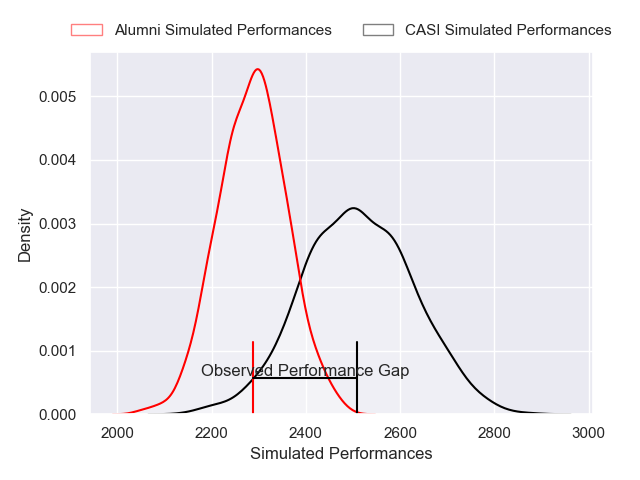 Alumni Simulated Performances
CASI Simulated Performances
0.005
0.004
0.003
0.002
0.001
0.000
Density
Observed Performance Gap
2000 2200 2400 2600 2800 3000
Simulated Performances